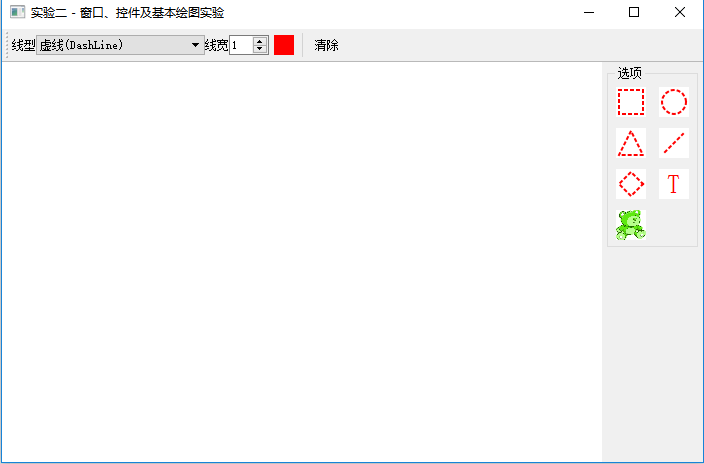 实验二 - 窗口、控件及基本绘图实验
线型 虚线(DashLine) 线宽 1 清除
选项
T